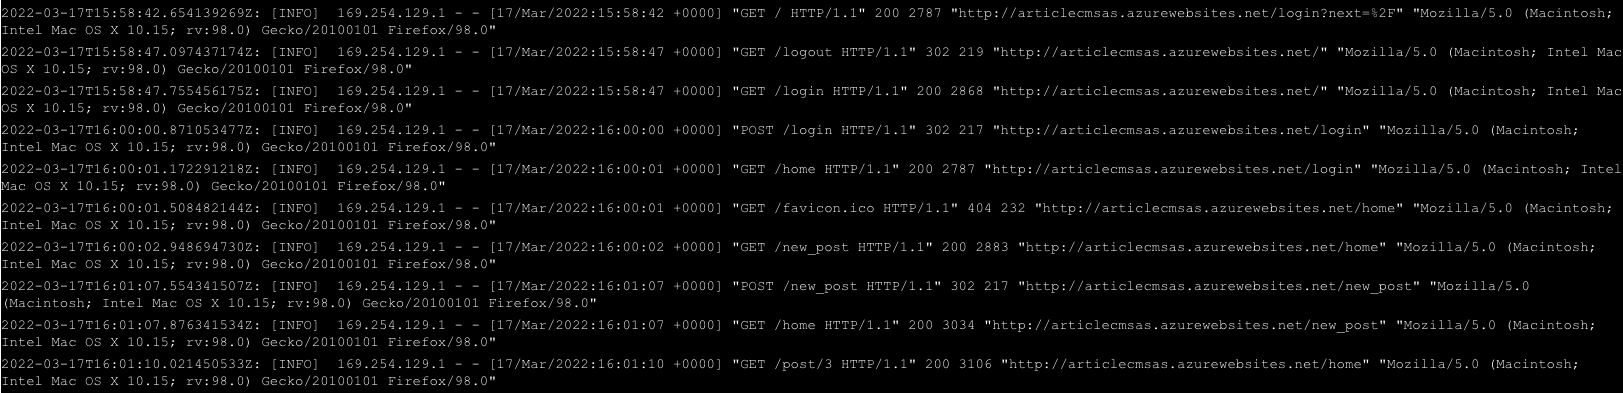 2022-03-17T15:58:42.654139269Z: [INFO]  169.254.129.1 - - [17/Mar/2022:15:58:42 +0000] "GET / HTTP/1.1" 200 2787 "http://articlecmsas.azurewebsites.net/login?next=%2F" "Mozilla/5.0 (Macintosh;
Intel Mac OS X 10.15; rv:98.0) Gecko/20100101 Firefox/98.0"
2022-03-17T15:58:47.097437174Z: [INFO]  169.254.129.1 - - [17/Mar/2022:15:58:47 +0000] "GET /logout HTTP/1.1" 302 219 "http://articlecmsas.azurewebsites.net/" "Mozilla/5.0 (Macintosh; Intel Mac
OS X 10.15; rv:98.0) Gecko/20100101 Firefox/98.0"
2022-03-17T15:58:47.755456175Z: [INFO]  169.254.129.1 - - [17/Mar/2022:15:58:47 +0000] "GET /login HTTP/1.1" 200 2868 "http://articlecmsas.azurewebsites.net/" "Mozilla/5.0 (Macintosh; Intel Mac
OS X 10.15; rv:98.0) Gecko/20100101 Firefox/98.0"
2022-03-17T16:00:00.871053477Z: [INFO]  169.254.129.1 - - [17/Mar/2022:16:00:00 +0000] "POST /login HTTP/1.1" 302 217 "http://articlecmsas.azurewebsites.net/login" "Mozilla/5.0 (Macintosh;
Intel Mac OS X 10.15; rv:98.0) Gecko/20100101 Firefox/98.0"
2022-03-17T16:00:01.172291218Z: [INFO]  169.254.129.1 - - [17/Mar/2022:16:00:01 +0000] "GET /home HTTP/1.1" 200 2787 "http://articlecmsas.azurewebsites.net/login" "Mozilla/5.0 (Macintosh; Intel
Mac OS X 10.15; rv:98.0) Gecko/20100101 Firefox/98.0"
2022-03-17T16:00:01.508482144Z: [INFO]  169.254.129.1 - - [17/Mar/2022:16:00:01 +0000] "GET /favicon.ico HTTP/1.1" 404 232 "http://articlecmsas.azurewebsites.net/home" "Mozilla/5.0 (Macintosh;
Intel Mac OS X 10.15; rv:98.0) Gecko/20100101 Firefox/98.0"
2022-03-17T16:00:02.948694730Z: [INFO]  169.254.129.1 - - [17/Mar/2022:16:00:02 +0000] "GET /new_post HTTP/1.1" 200 2883 "http://articlecmsas.azurewebsites.net/home" "Mozilla/5.0 (Macintosh;
Intel Mac OS X 10.15; rv:98.0) Gecko/20100101 Firefox/98.0"
2022-03-17T16:01:07.554341507Z: [INFO]  169.254.129.1 - - [17/Mar/2022:16:01:07 +0000] "POST /new_post HTTP/1.1" 302 217 "http://articlecmsas.azurewebsites.net/new_post" "Mozilla/5.0
(Macintosh; Intel Mac OS X 10.15; rv:98.0) Gecko/20100101 Firefox/98.0"
2022-03-17T16:01:07.876341534Z: [INFO]  169.254.129.1 - - [17/Mar/2022:16:01:07 +0000] "GET /home HTTP/1.1" 200 3034 "http://articlecmsas.azurewebsites.net/new_post" "Mozilla/5.0 (Macintosh;
Intel Mac OS X 10.15; rv:98.0) Gecko/20100101 Firefox/98.0"
2022-03-17T16:01:10.021450533Z: [INFO]  169.254.129.1 - - [17/Mar/2022:16:01:10 +0000] "GET /post/3 HTTP/1.1" 200 3106 "http://articlecmsas.azurewebsites.net/home" "Mozilla/5.0 (Macintosh;
Intel Mac OS X 10.15; rv:98.0) Gecko/20100101 Firefox/98.0"